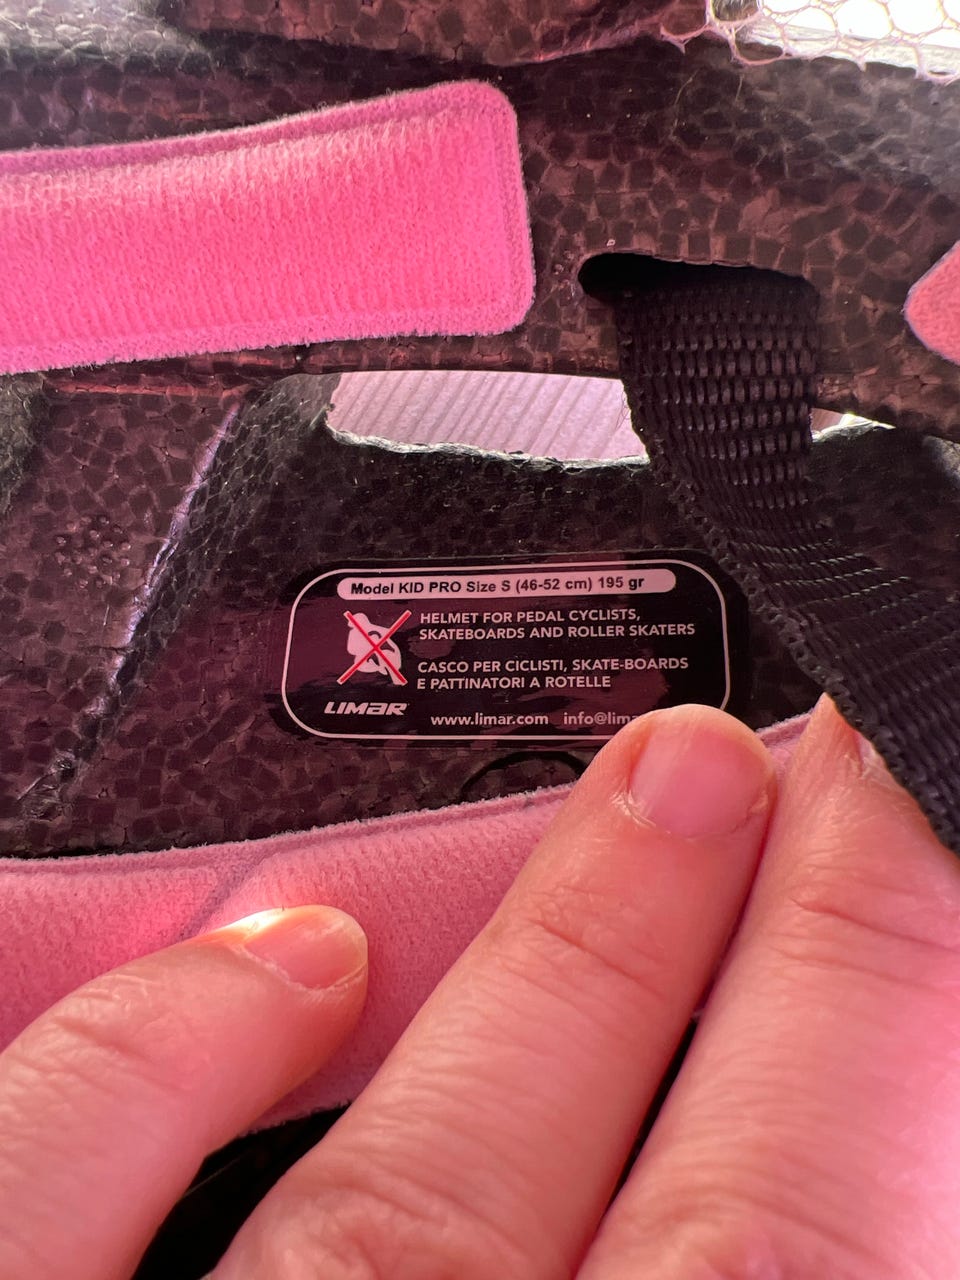 Model KID PRO Size S (46-52 cm) 195 gr
HELMET FOR PEDAL CYCLISTS,
SKATEBOARDS AND ROLLER SKATERS
CASCO PER CICLISTI, SKATE-BOARDS
E PATTINATORI A ROTELLE
LIMAR
www.limar.com